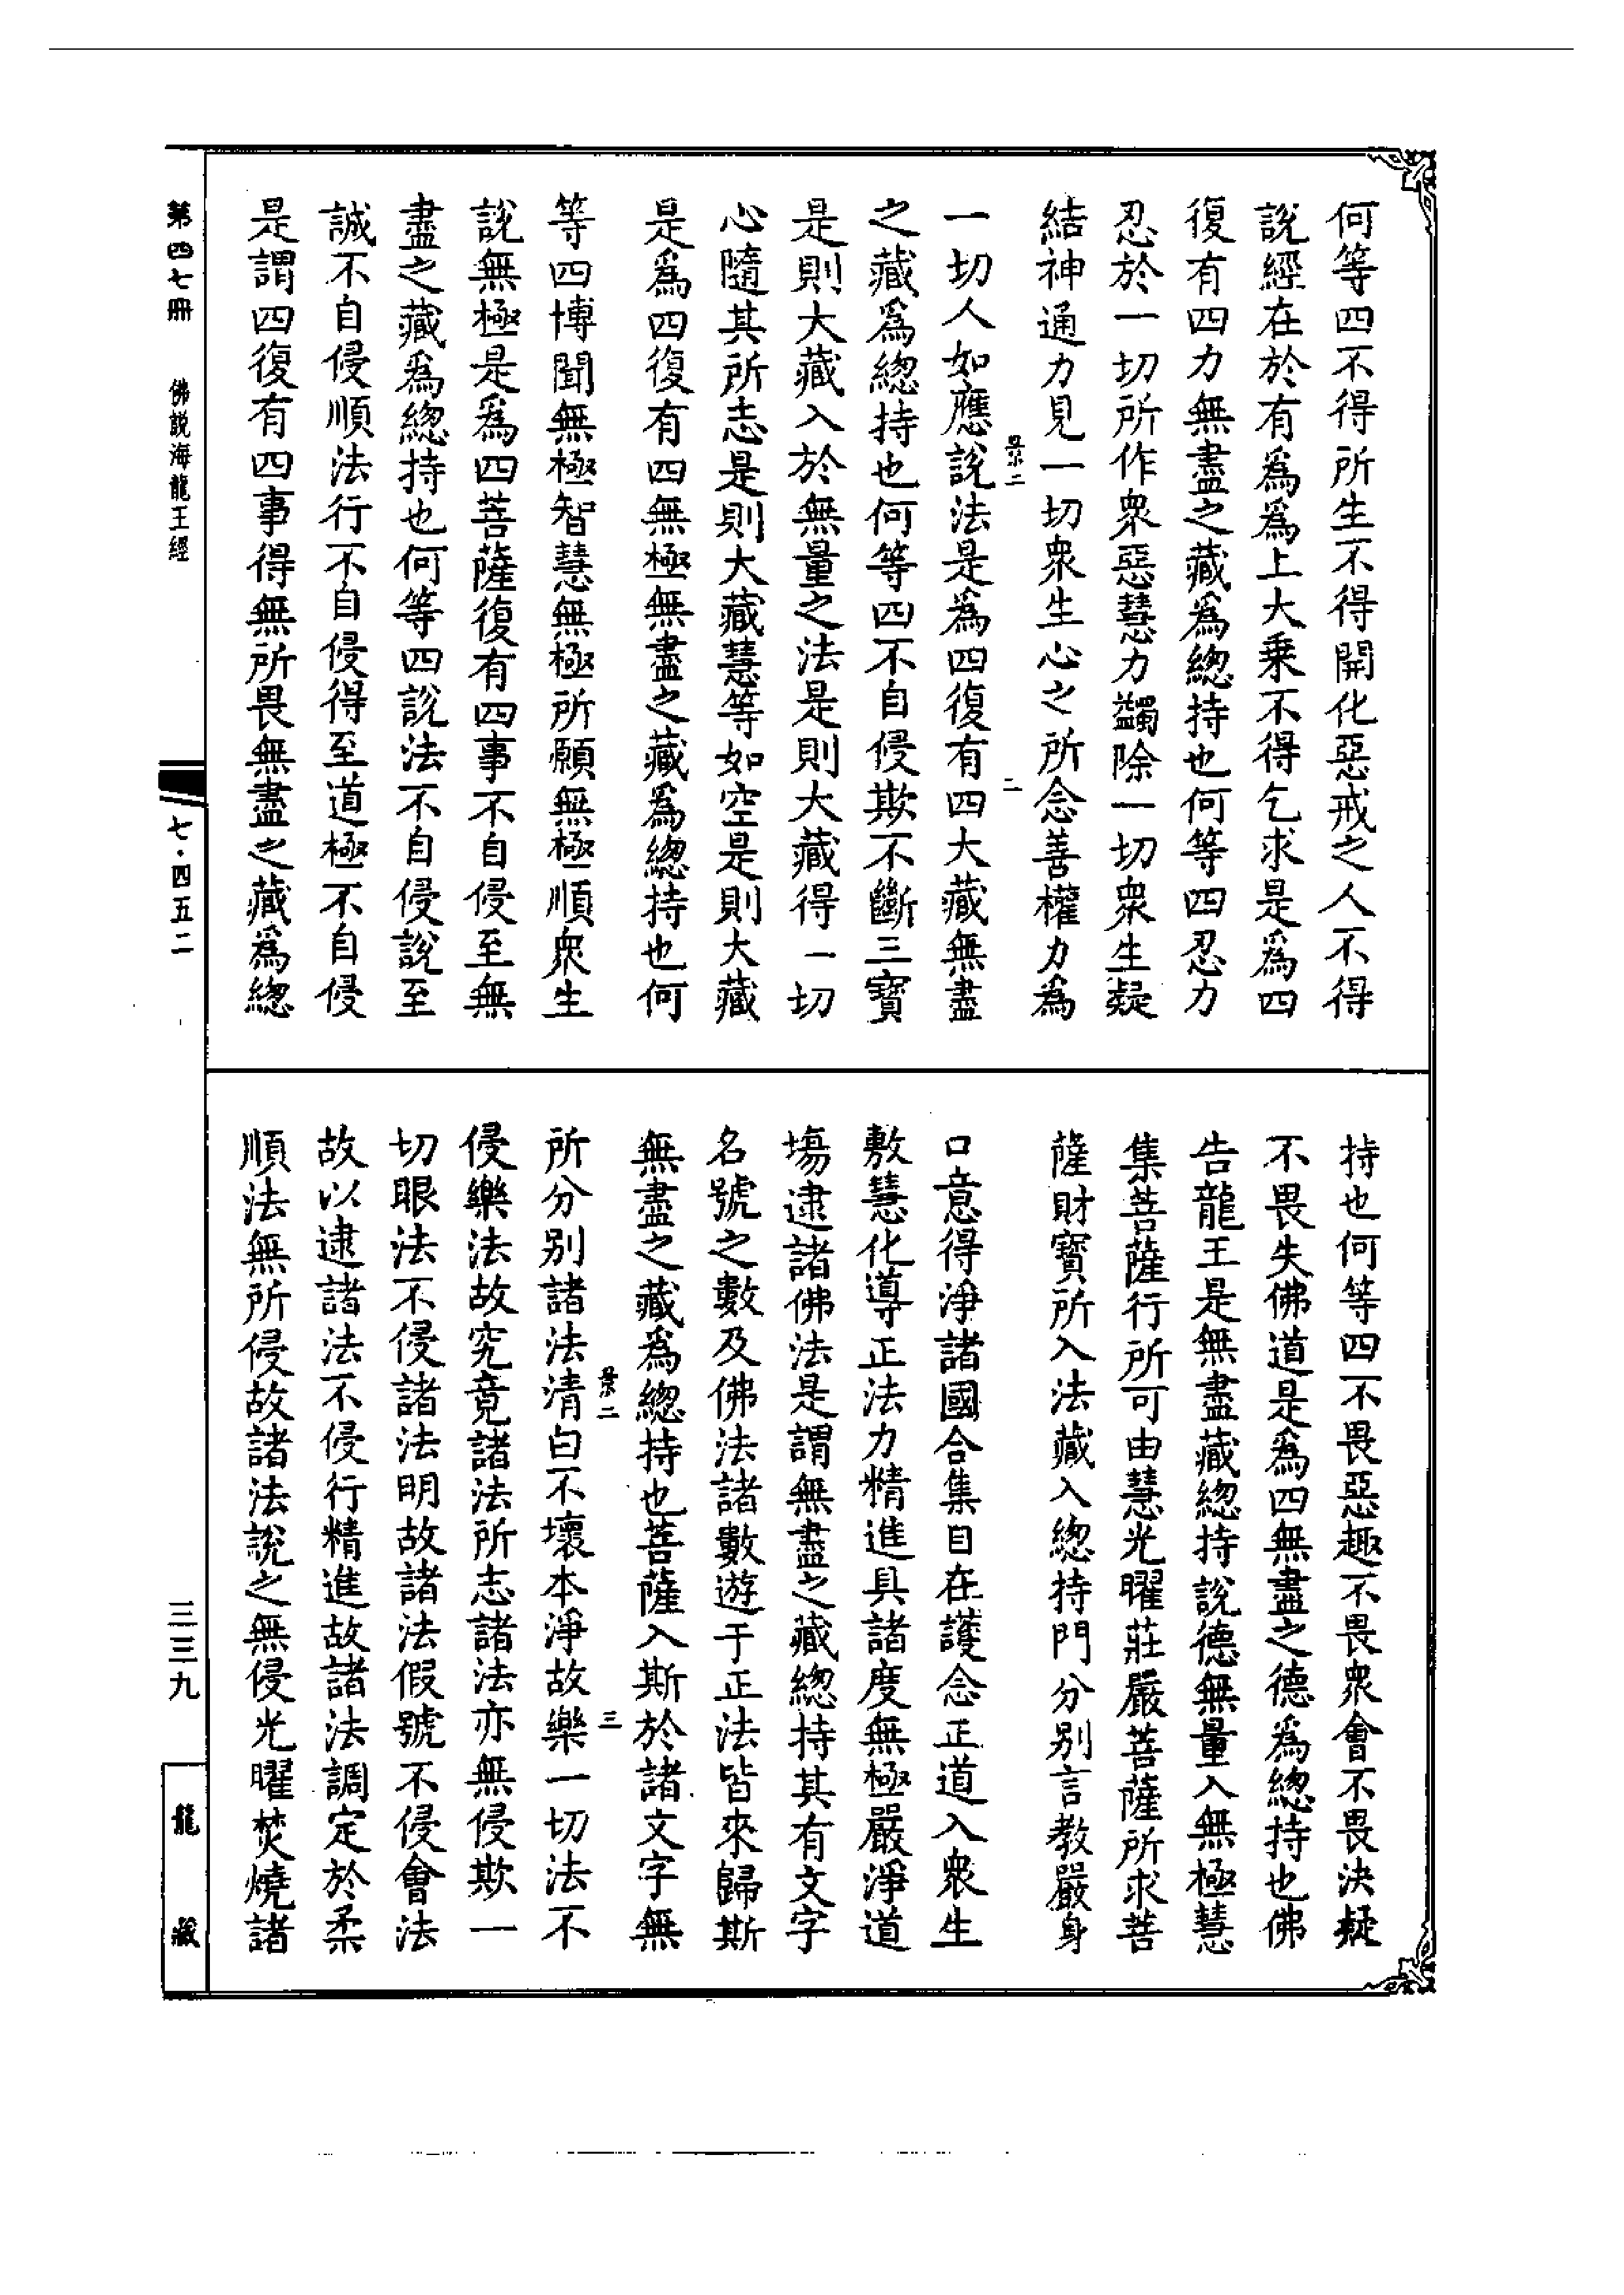 何等四不得所生不得開化惡戒之人不得
說經在於有爲爲上大乗不得乞求是爲四
復有四力無盡之藏爲緫持也何等四忍力
忍於一切所作衆惡慧力蠲除一切衆生疑
結神通力見一切衆生心之所念善權力爲
一切人如應說法是爲四復有四大藏無盡
之藏爲緫持也何等四不自侵欺不斷三寶
是則大藏入於無量之法是則大藏得一切
心隨其所志是則大藏慧等如空是則大藏
是爲四復有四無極無盡之藏爲緫持也何
等四博聞無極智慧無極所願無極順衆生
說無極是爲四菩薩復有四事不自侵至無
盡之藏爲緫持也何等四說法不自侵說至
誠不自侵順法行不自侵得至道極不自侵
是謂四復有四事得無所畏無盡之藏爲緫
持也何等四不畏惡趣不畏衆會不畏決疑
不畏失佛道是爲四無盡之德爲緫持也佛
告龍王是無盡藏緫持說德無量入無極慧
集菩薩行所可由慧光曜莊嚴菩薩所求菩
薩財寳所入法藏入緫持門分别言教嚴身
口意得淨諸國合集自在護念正道入衆生
敷慧化導正法力精進具諸度無極嚴淨道
場逮諸佛法是謂無盡之藏緫持其有文字
名號之數及佛法諸數遊于正法皆來歸斯
無盡之藏爲緫持也菩薩入斯於諸文字無
所分别諸法清白不壞本淨故樂一切法不
侵樂法故究竟諸法所志諸法亦無侵欺一
切眼法不侵諸法明故諸法假號不侵會法
故以逮諸法不侵行精進故諸法調定於柔
順法無所侵故諸法說之無侵光曜焚燒諸
二
三
第四七冊
佛説海龍王經
七·四五二
三三九
龍藏